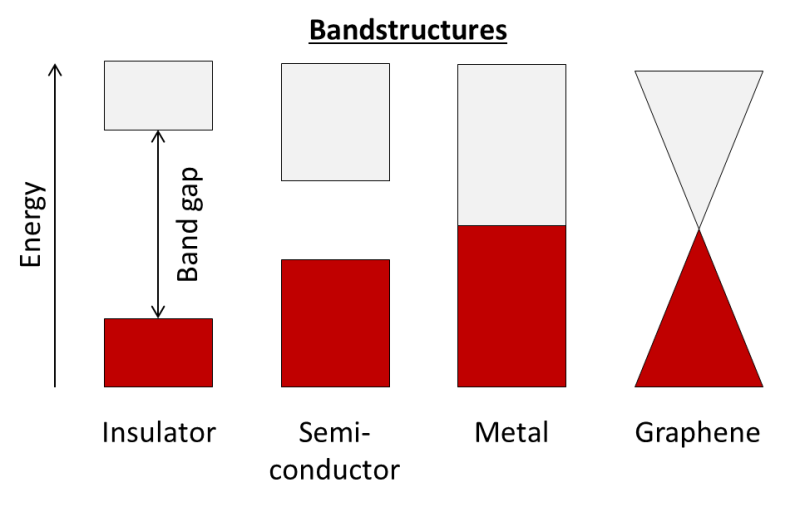 Bandstructures
Energy
Band gap
Insulator
Semi-
conductor
Metal
Graphene